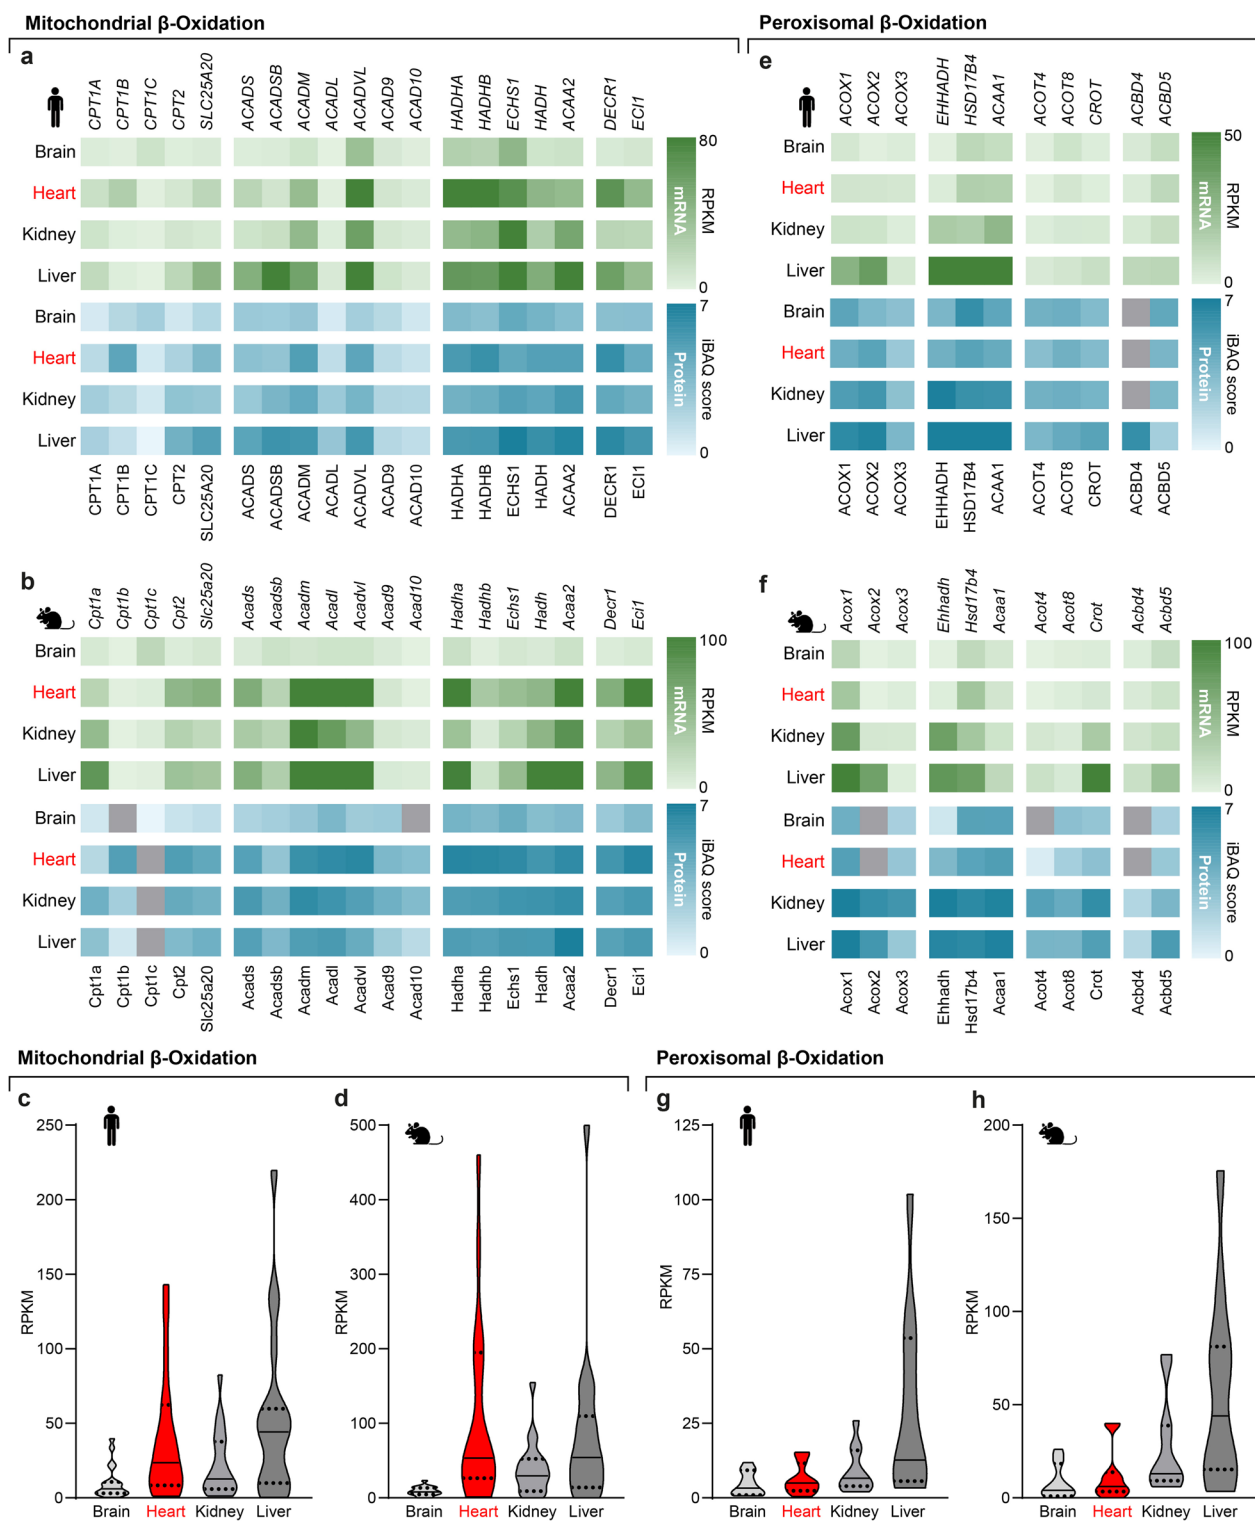 Mitochondrial β-Oxidation
a
CPT1A CPT1B CPT1C CPT2 SLC25A20 ACADS ACADSB ACADM ACADL ACADVL ACAD9 ACAD10 HADHA HADHB ECHS1 HADH ACAA2 DECR1 ECI1
Brain
Heart
Kidney
Liver
80
mRNA
RPKM
0
Brain
Heart
Kidney
Liver
7
Protein
iBAQ score
0
CPT1A CPT1B CPT1C CPT2 SLC25A20 ACADS ACADSB ACADM ACADL ACADVL ACAD9 ACAD10 HADHA HADHB ECHS1 HADH ACAA2 DECR1 ECI1
Peroxisomal β-Oxidation
e
ACOX1 ACOX2 ACOX3 EHHADH HSD17B4 ACAA1 ACOT4 ACOT8 CROT ACBD4 ACBD5
Brain
Heart
Kidney
Liver
50
mRNA
RPKM
0
Brain
Heart
Kidney
Liver
7
Protein
iBAQ score
0
ACOX1 ACOX2 ACOX3 EHHADH HSD17B4 ACAA1 ACOT4 ACOT8 CROT ACBD4 ACBD5
b
Cpt1a Cpt1b Cpt1c Cpt2 Slc25a20 Acads Acadsb Acadm Acadl Acadvl Acad9 Acad10 Hadha Hadhb Echs1 Hadh Acaa2 Decr1 Eci1
Brain
Heart
Kidney
Liver
100
mRNA
RPKM
0
Brain
Heart
Kidney
Liver
7
Protein
iBAQ score
0
Cpt1a Cpt1b Cpt1c Cpt2 Slc25a20 Acads Acadsb Acadm Acadl Acadvl Acad9 Acad10 Hadha Hadhb Echs1 Hadh Acaa2 Decr1 Eci1
f
Acox1 Acox2 Acox3 Ehhadh Hsd17b4 Acaa1 Acot4 Acot8 Crot Acbd4 Acbd5
Brain
Heart
Kidney
Liver
100
mRNA
RPKM
0
Brain
Heart
Kidney
Liver
7
Protein
iBAQ score
0
Acox1 Acox2 Acox3 Ehhadh Hsd17b4 Acaa1 Acot4 Acot8 Crot Acbd4 Acbd5
Mitochondrial β-Oxidation
c
250
200
150
100
50
0
RPKM
Brain Heart Kidney Liver
d
500
400
300
200
100
0
RPKM
Brain Heart Kidney Liver
Peroxisomal β-Oxidation
g
125
100
75
50
25
0
RPKM
Brain Heart Kidney Liver
h
200
150
100
50
0
RPKM
Brain Heart Kidney Liver